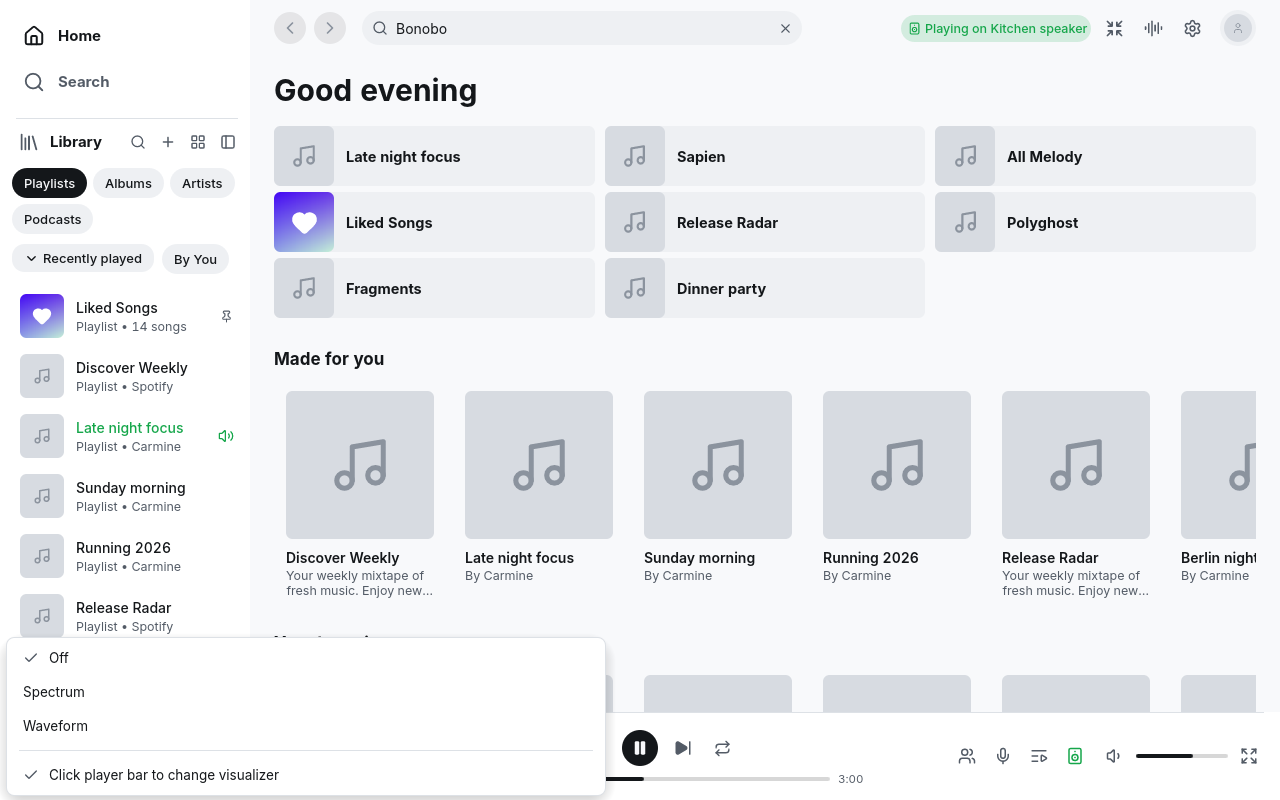 Home
Search
Library
Playlists
Albums
Artists
Podcasts
Recently played
By You
Liked Songs
Playlist • 14 songs
Discover Weekly
Playlist • Spotify
Late night focus
Playlist • Carmine
Sunday morning
Playlist • Carmine
Running 2026
Playlist • Carmine
Release Radar
Playlist • Spotify
Bonobo
Playing on Kitchen speaker
Good evening
Late night focus
Sapien
All Melody
Liked Songs
Release Radar
Polyghost
Fragments
Dinner party
Made for you
Discover Weekly
Your weekly mixtape of
fresh music. Enjoy new…
Late night focus
By Carmine
Sunday morning
By Carmine
Running 2026
By Carmine
Release Radar
Your weekly mixtape of
fresh music. Enjoy new…
Berlin night
By Carmine
Off
Spectrum
Waveform
Click player bar to change visualizer
3:00